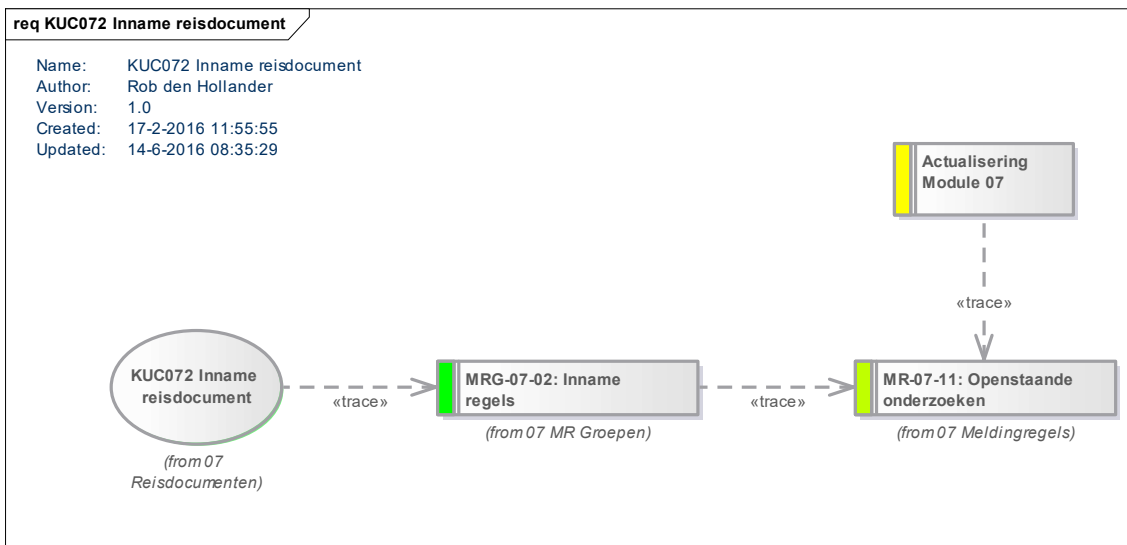 req KUC072 Inname reisdocument
Name: KUC072 Inname reisdocument
Author: Rob den Hollander
Version: 1.0
Created: 17-2-2016 11:55:55
Updated: 14-6-2016 08:35:29
Actualisering
Module 07
«trace»
KUC072 Inname
reisdocument
(from 07
Reisdocumenten)
«trace»
MRG-07-02: Inname
regels
(from 07 MR Groepen)
«trace»
MR-07-11: Openstaande
onderzoeken
(from 07 Meldingregels)